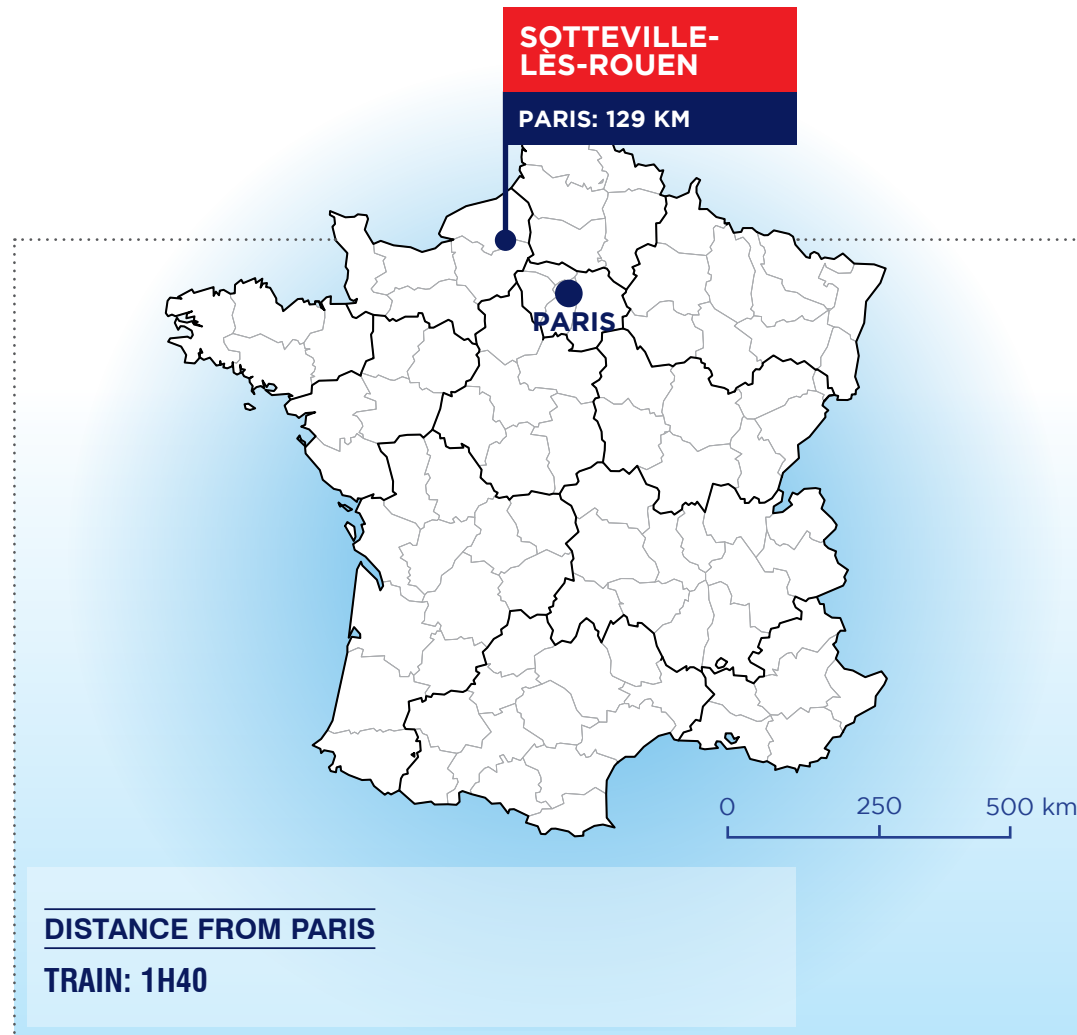 SOTTEVILLE-
LÈS-ROUEN
PARIS: 129 KM
PARIS
0 250 500 km
DISTANCE FROM PARIS
TRAIN: 1H40